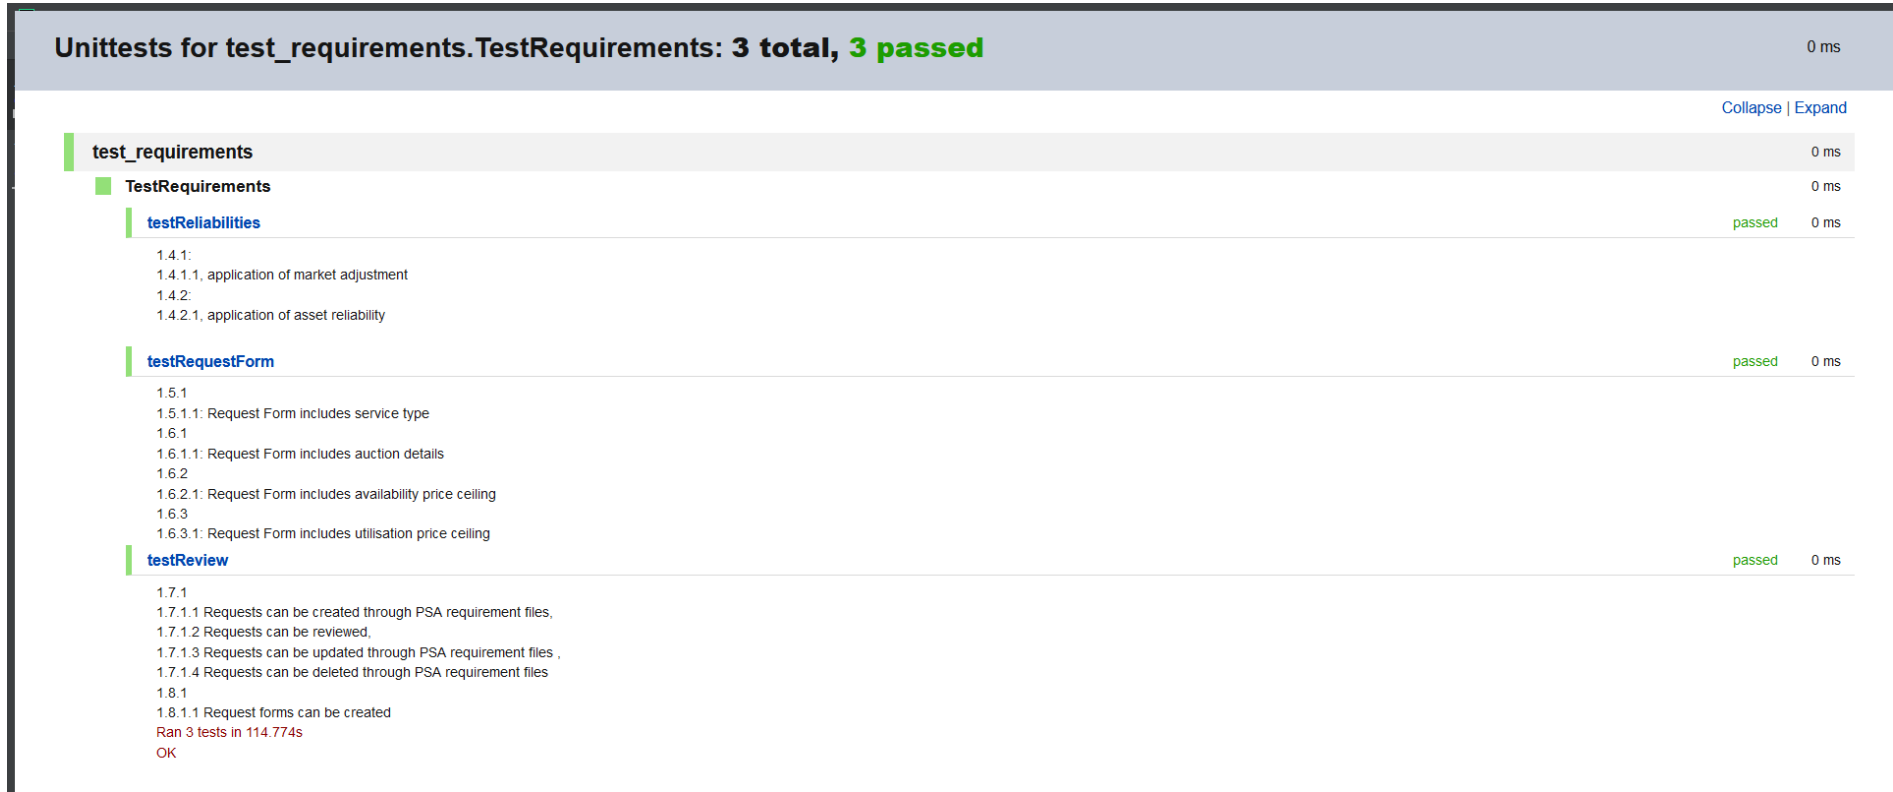 Unittests for test_requirements.TestRequirements: 3 total, 3 passed 0 ms
Collapse | Expand
test_requirements 0 ms
TestRequirements 0 ms
testReliabilities passed 0 ms
1.4.1:
1.4.1.1, application of market adjustment
1.4.2:
1.4.2.1, application of asset reliability
testRequestForm passed 0 ms
1.5.1
1.5.1.1: Request Form includes service type
1.6.1
1.6.1.1: Request Form includes auction details
1.6.2
1.6.2.1: Request Form includes availability price ceiling
1.6.3
1.6.3.1: Request Form includes utilisation price ceiling
testReview passed 0 ms
1.7.1
1.7.1.1 Requests can be created through PSA requirement files,
1.7.1.2 Requests can be reviewed,
1.7.1.3 Requests can be updated through PSA requirement files ,
1.7.1.4 Requests can be deleted through PSA requirement files
1.8.1
1.8.1.1 Request forms can be created
Ran 3 tests in 114.774s
OK